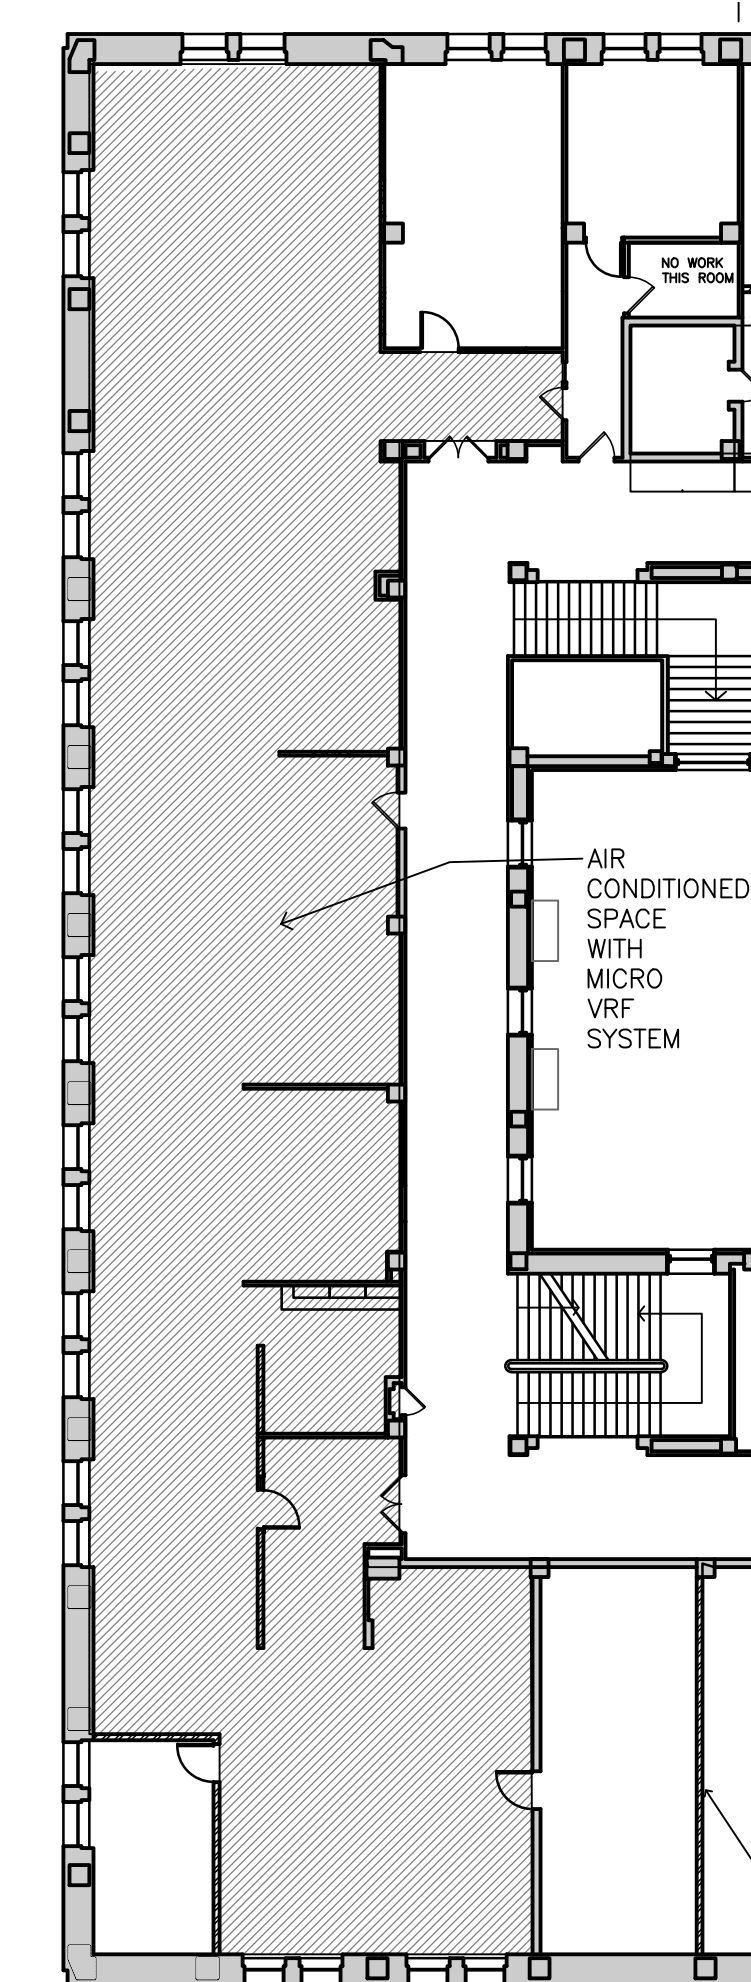 NO WORK
THIS ROOM
AIR
CONDITIONED
SPACE
WITH
MICRO
VRF
SYSTEM